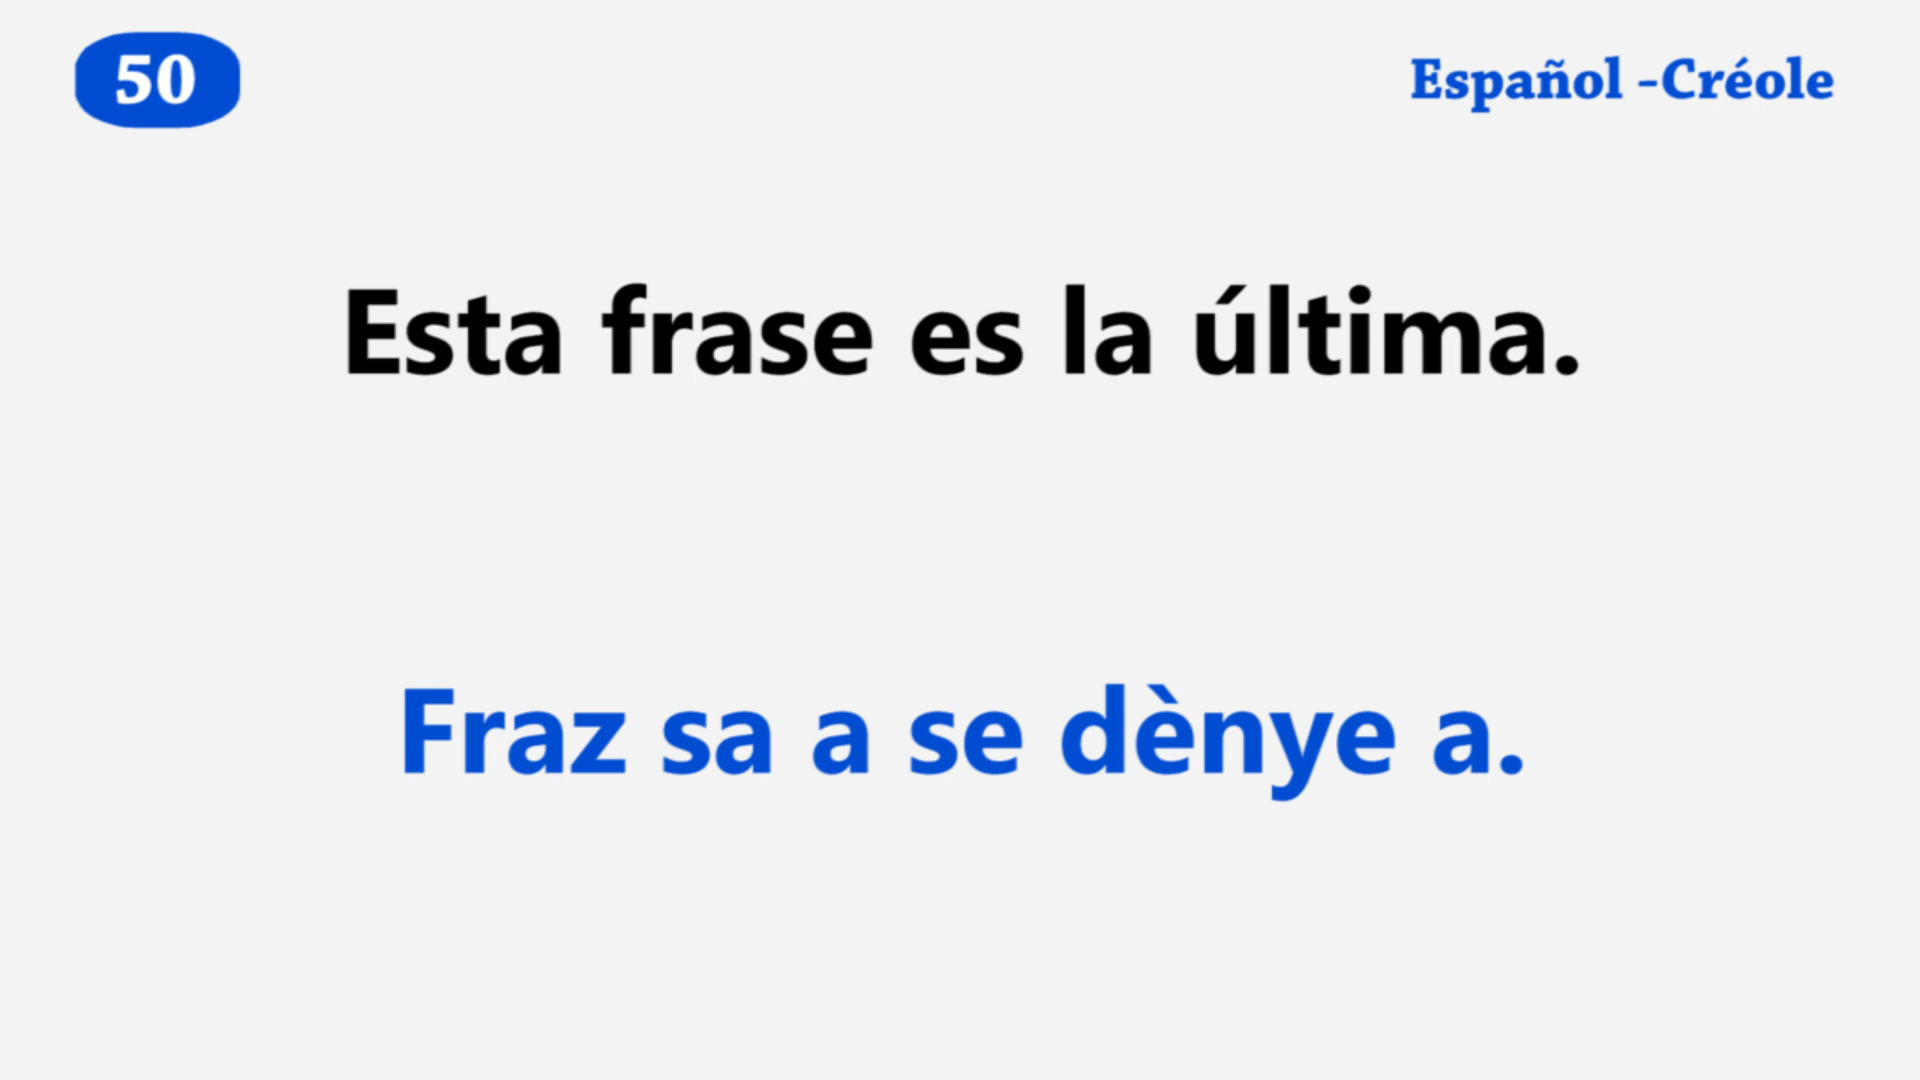 50
Español -Créole
Esta frase es la última.
Fraz sa a se dènye a.